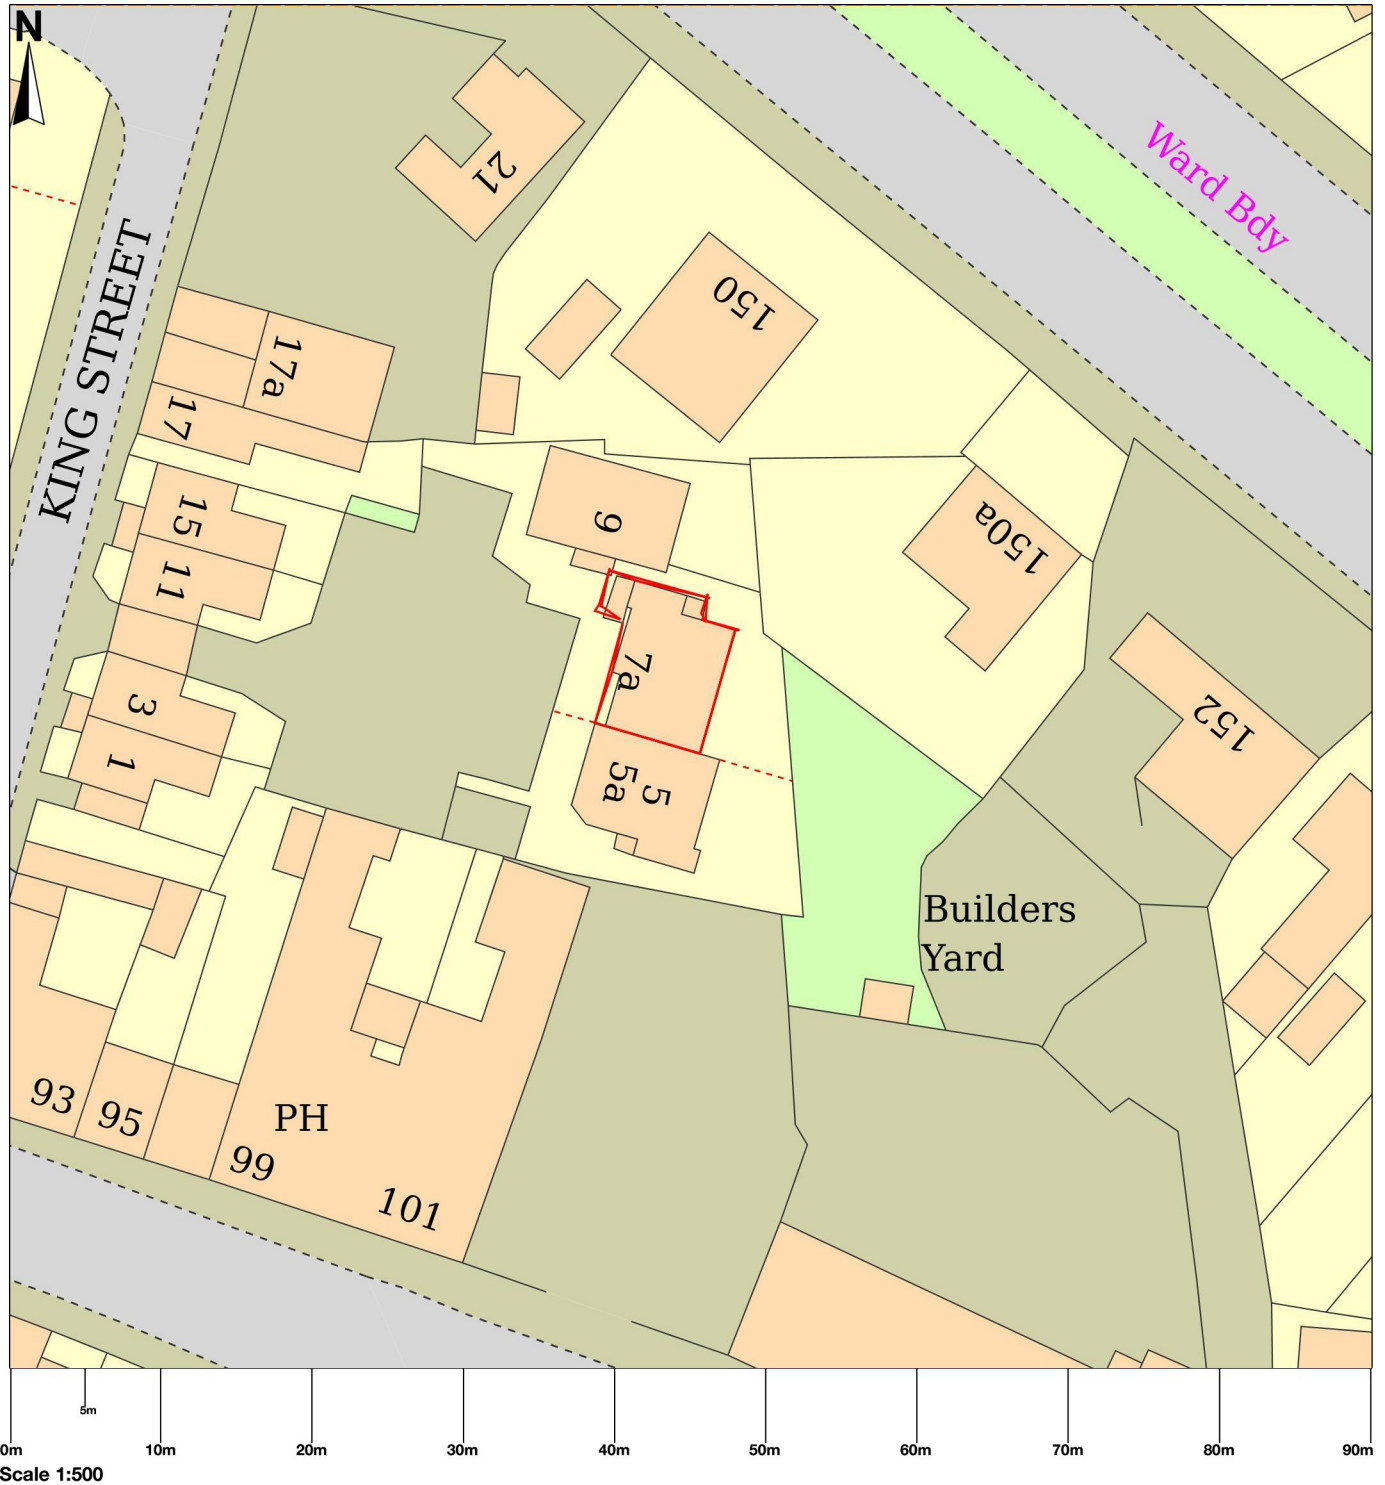 N
Ward Bdy
21
KING STREET
150
17a
17
15
9
150a
11
7a
3
152
1
5a
5
Builders
Yard
93
95
PH
99
101
5m
0m
10m
20m
30m
40m
50m
60m
70m
80m
90m
Scale 1:500